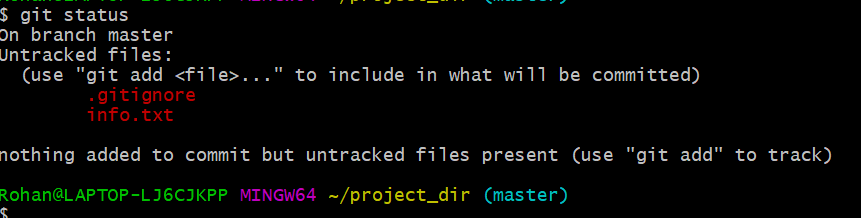 $ git status
On branch master
Untracked files:
(use "git add <file>..." to include in what will be committed)
.gitignore
info.txt
nothing added to commit but untracked files present (use "git add" to track)
Rohan@LAPTOP-LJ6CJKPP MINGW64 ~/project_dir (master)
$